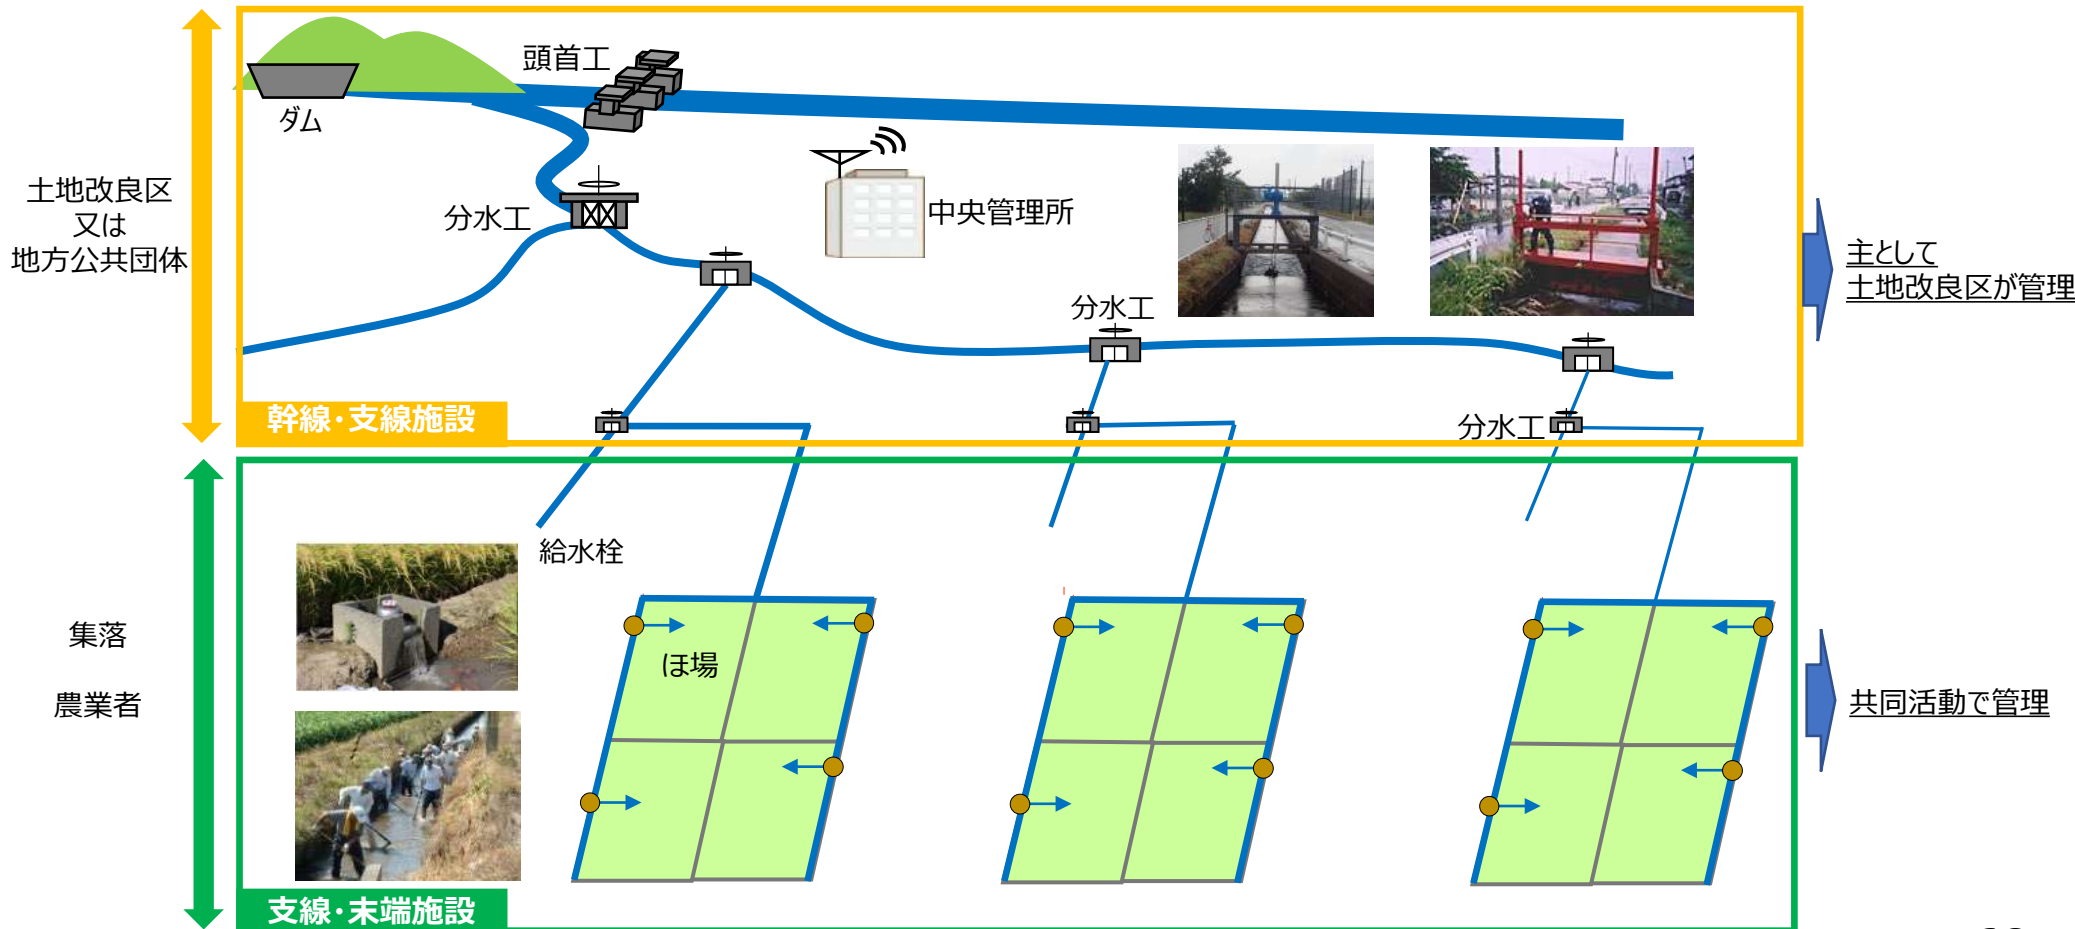 頭首工
ダム
土地改良区
又は
地方公共団体
分水工
中央管理所
主として
土地改良区が管理
分水工
幹線・支線施設
分水工
給水栓
集落
農業者
ほ場
共同活動で管理
支線・末端施設